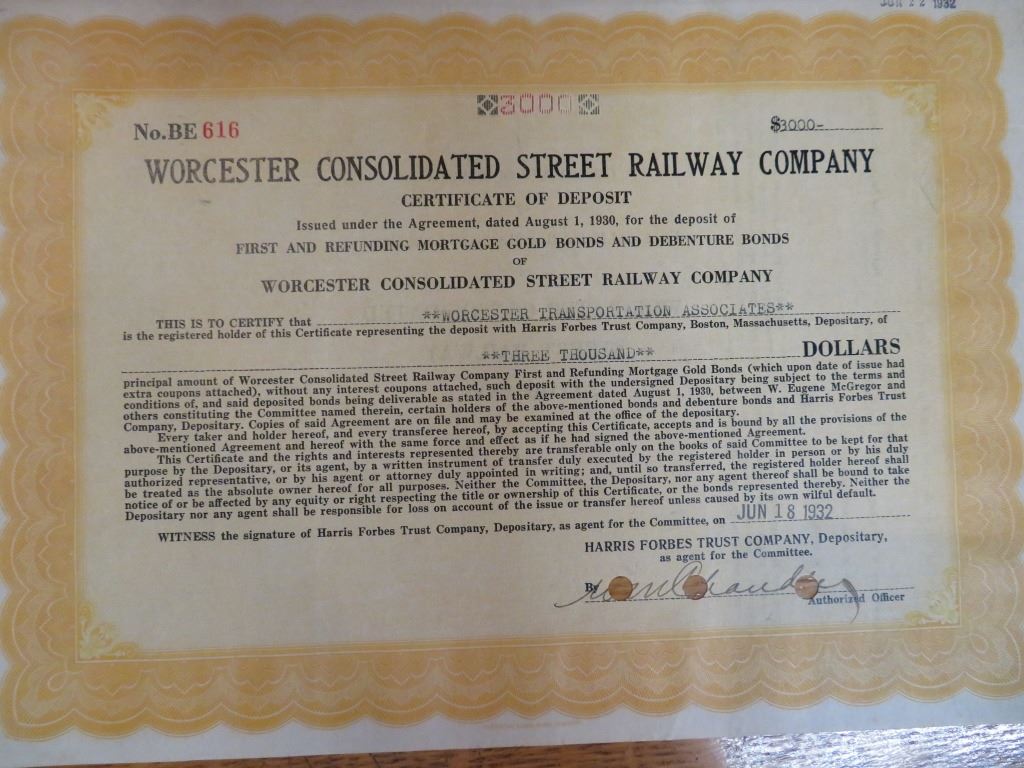 JUN 22 1932
3000
No.BE 616
$3000-
WORCESTER CONSOLIDATED STREET RAILWAY COMPANY
CERTIFICATE OF DEPOSIT
Issued under the Agreement, dated August 1, 1930, for the deposit of
FIRST AND REFUNDING MORTGAGE GOLD BONDS AND DEBENTURE BONDS
OF
WORCESTER CONSOLIDATED STREET RAILWAY COMPANY
THIS IS TO CERTIFY that **WORCESTER TRANSPORTATION ASSOCIATES**
is the registered holder of this Certificate representing the deposit with Harris Forbes Trust Company, Boston, Massachusetts, Depositary, of
**THREE THOUSAND** DOLLARS
principal amount of Worcester Consolidated Street Railway Company First and Refunding Mortgage Gold Bonds (which upon date of issue had
extra coupons attached), without any interest coupons attached, such deposit with the undersigned Depositary being subject to the terms and
conditions of, and said deposited bonds being deliverable as stated in the Agreement dated August 1, 1930, between W. Eugene McGregor and
others constituting the Committee named therein, certain holders of the above-mentioned bonds and debenture bonds and Harris Forbes Trust
Company, Depositary. Copies of said Agreement are on file and may be examined at the office of the depositary.
Every taker and holder hereof, and every transferee hereof, by accepting this Certificate, accepts and is bound by all the provisions of the
above-mentioned Agreement and hereof with the same force and effect as if he had signed the above-mentioned Agreement.
This Certificate and the rights and interests represented thereby are transferable only on the books of said Committee to be kept for that
purpose by the Depositary, or its agent, by a written instrument of transfer duly executed by the registered holder in person or by his duly
authorized representative, or by his agent or attorney duly appointed in writing; and, until so transferred, the registered holder hereof shall
be treated as the absolute owner hereof for all purposes. Neither the Committee, the Depositary, nor any agent thereof shall be bound to take
notice of or be affected by any equity or right respecting the title or ownership of this Certificate, or the bonds represented thereby. Neither the
Depositary nor any agent shall be responsible for loss on account of the issue or transfer hereof unless caused by its own wilful default.
WITNESS the signature of Harris Forbes Trust Company, Depositary, as agent for the Committee, on JUN 18 1932
HARRIS FORBES TRUST COMPANY, Depositary,
as agent for the Committee.
By
Authorized Officer